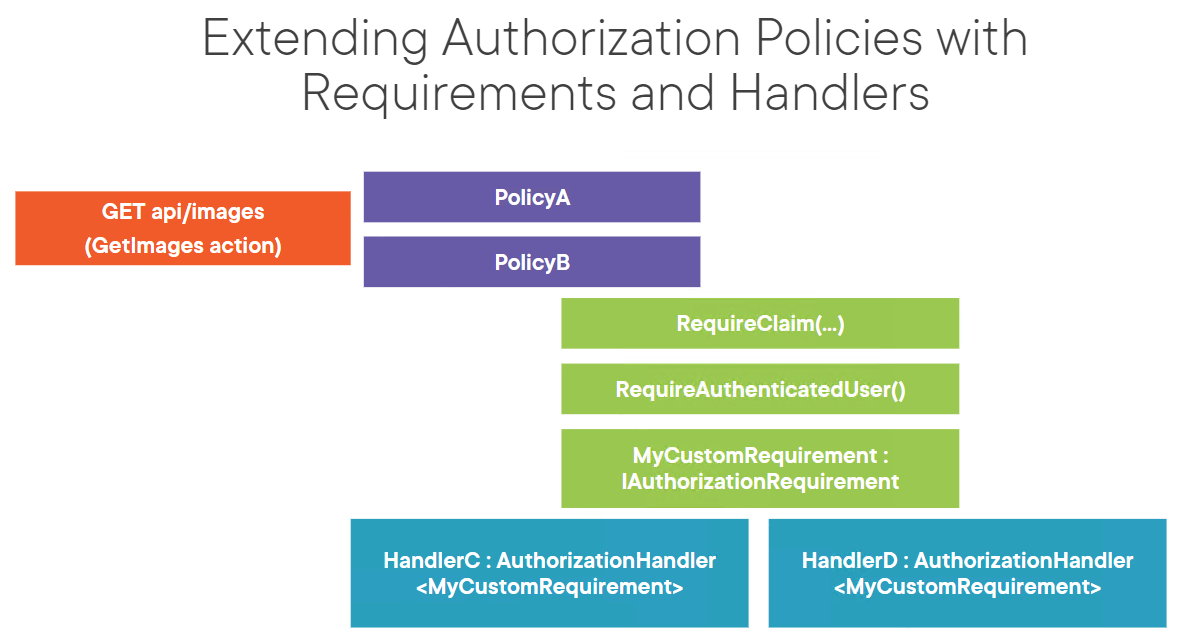 Extending Authorization Policies with
Requirements and Handlers
GET api/images
(GetImages action)
PolicyA
PolicyB
RequireClaim(...)
RequireAuthenticatedUser()
MyCustomRequirement :
IAuthorizationRequirement
HandlerC : AuthorizationHandler
<MyCustomRequirement>
HandlerD : AuthorizationHandler
<MyCustomRequirement>